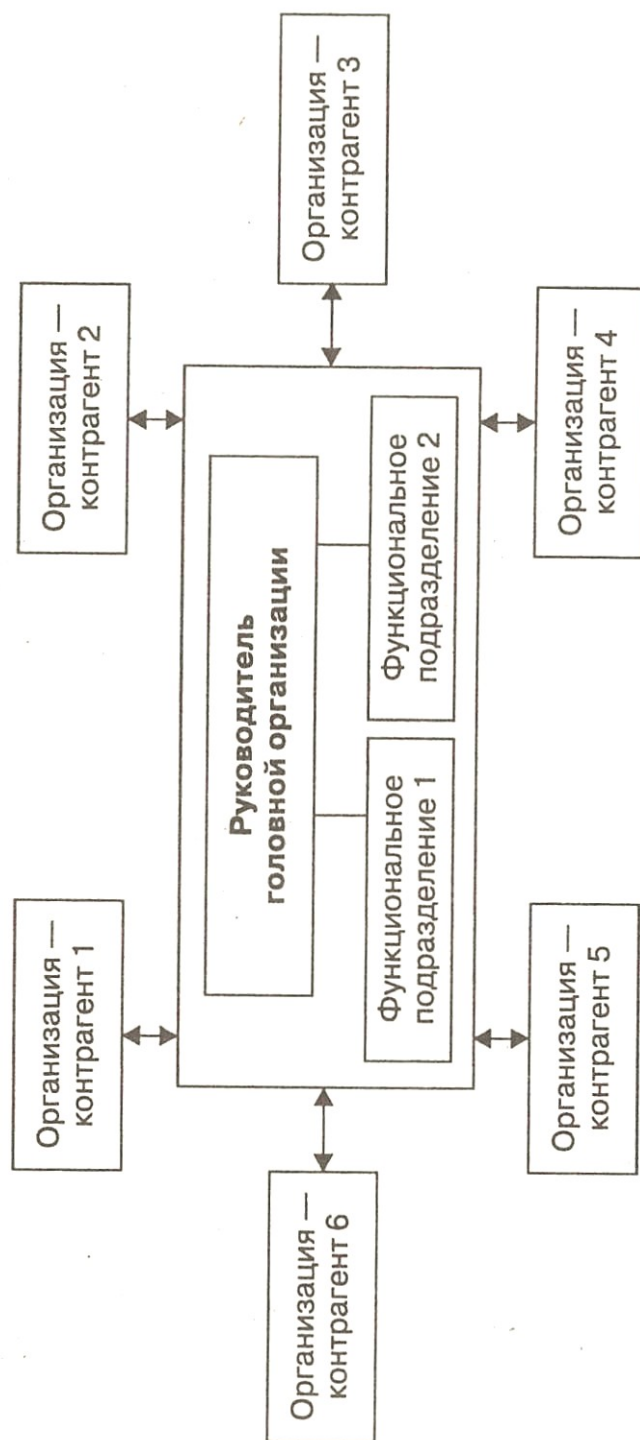 Организация —
контрагент 1
Организация —
контрагент 2
Организация —
контрагент 6
Руководитель
головной организации
Функциональное
подразделение 1
Функциональное
подразделение 2
Организация —
контрагент 3
Организация —
контрагент 5
Организация —
контрагент 4